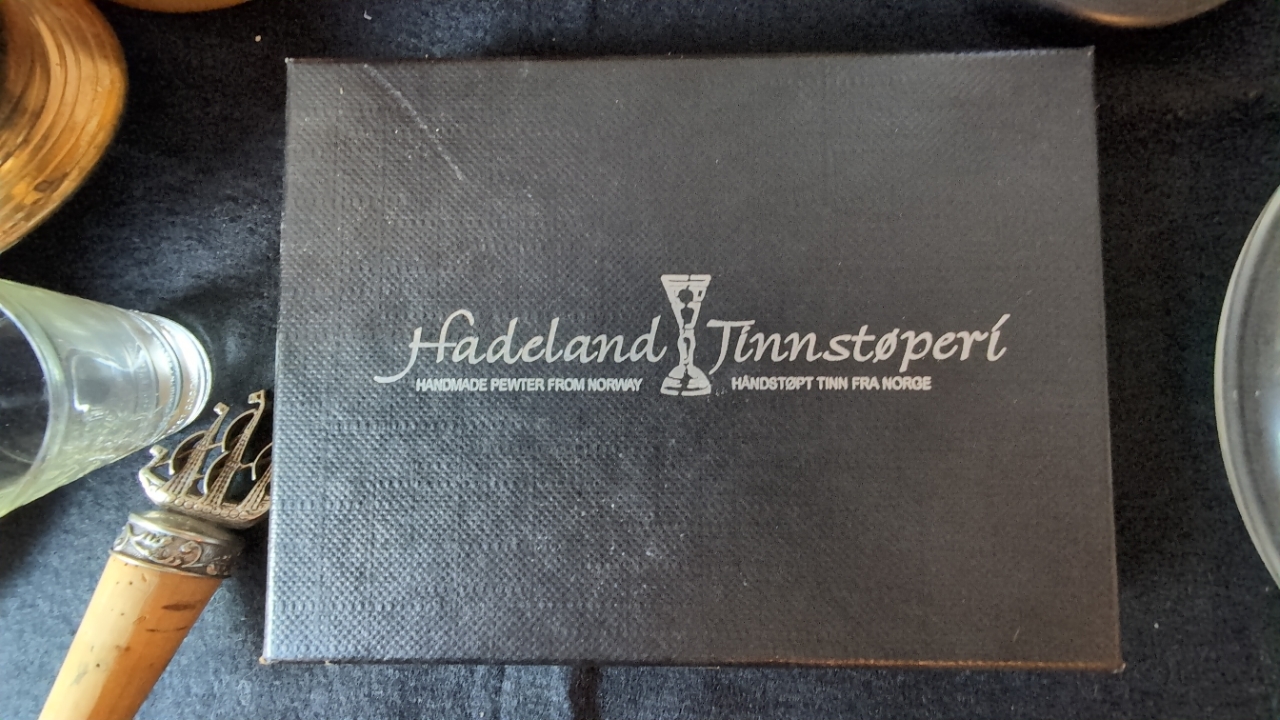 Hadeland Tinnstøperi
HANDMADE PEWTER FROM NORWAY HÅNDSTØPT TINN FRA NORGE